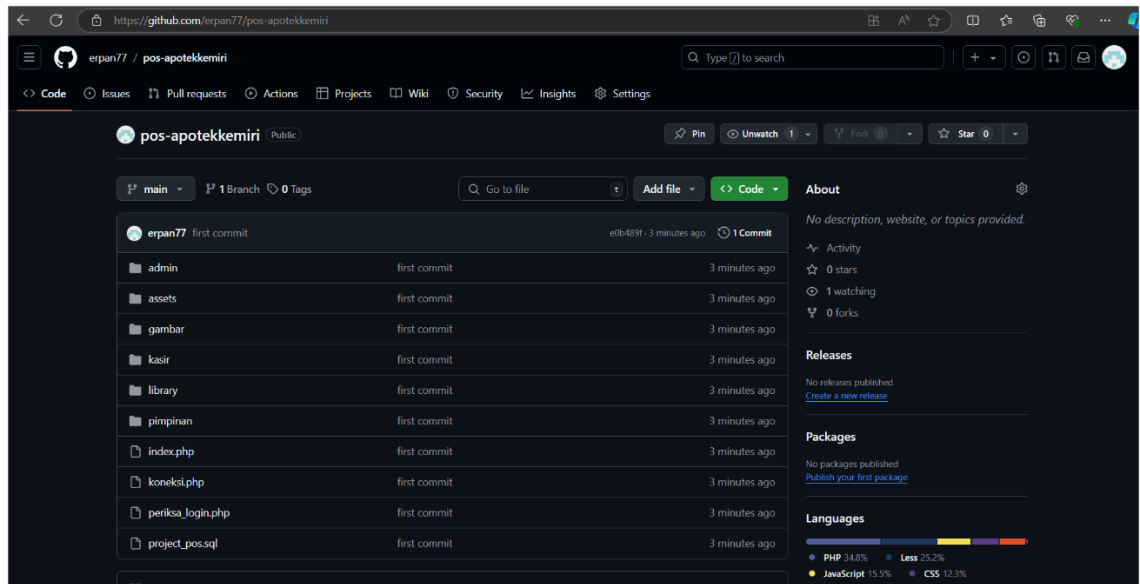 https://github.com/erpan77/pos-apotekkemiri
erpan77 / pos-apotekkemiri
Type / to search
Code Issues Pull requests Actions Projects Wiki Security Insights Settings
pos-apotekkemiri Public
Pin Unwatch 1 Fork 0 Star 0
main 1 Branch 0 Tags Go to file t Add file Code
erpan77 first commit e0b489f · 3 minutes ago 1 Commit
admin first commit 3 minutes ago
assets first commit 3 minutes ago
gambar first commit 3 minutes ago
kasir first commit 3 minutes ago
library first commit 3 minutes ago
pimpinan first commit 3 minutes ago
index.php first commit 3 minutes ago
koneksi.php first commit 3 minutes ago
periksa_login.php first commit 3 minutes ago
project_pos.sql first commit 3 minutes ago
About
No description, website, or topics provided.
Activity
0 stars
1 watching
0 forks
Releases
No releases published
Create a new release
Packages
No packages published
Publish your first package
Languages
PHP 34.8% Less 25.2%
JavaScript 15.5% CSS 12.3%